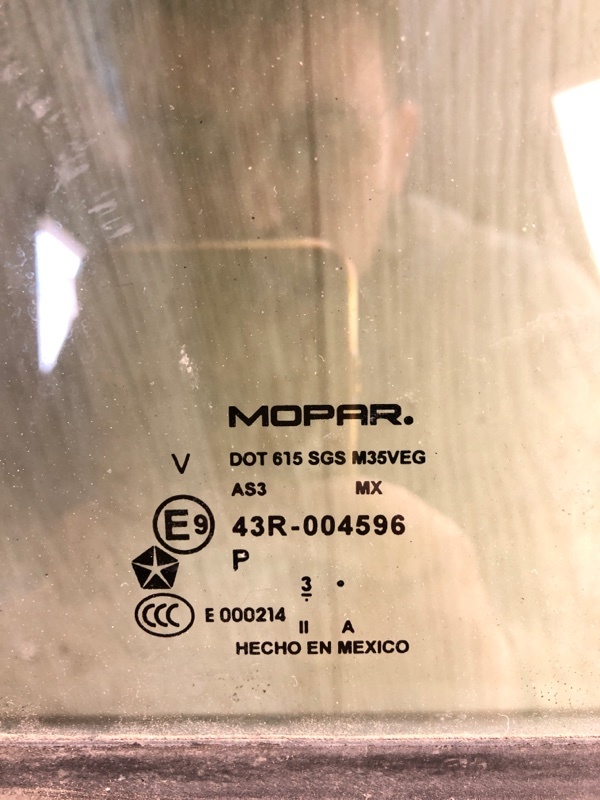 MOPAR.
V DOT 615 SGS M35VEG
AS3 MX
E9 43R-004596
P
3 •
CCC E 000214
II A
HECHO EN MEXICO